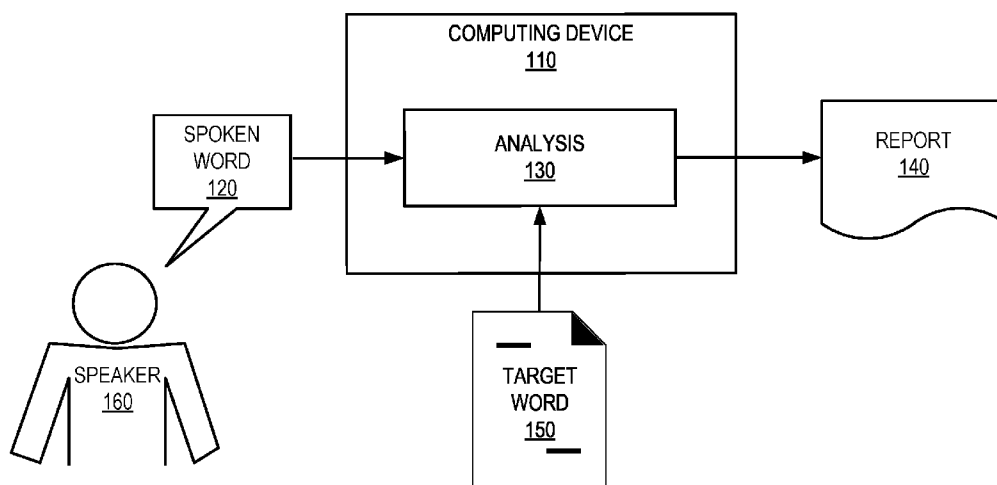 COMPUTING DEVICE
110
SPOKEN
WORD
120
ANALYSIS
130
REPORT
140
SPEAKER
160
TARGET
WORD
150